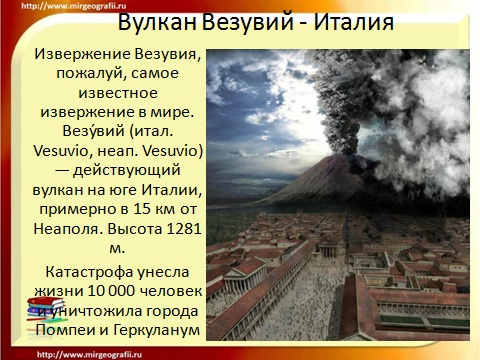 http://www.mirgeografii.ru
Вулкан Везувий - Италия
Извержение Везувия,
пожалуй, самое
известное
извержение в мире.
Везу́вий (итал.
Vesuvio, неап. Vesuvio)
— действующий
вулкан на юге Италии,
примерно в 15 км от
Неаполя. Высота 1281
м.
Катастрофа унесла
жизни 10 000 человек
и уничтожила города
Помпеи и Геркуланум
http://www.mirgeografii.ru